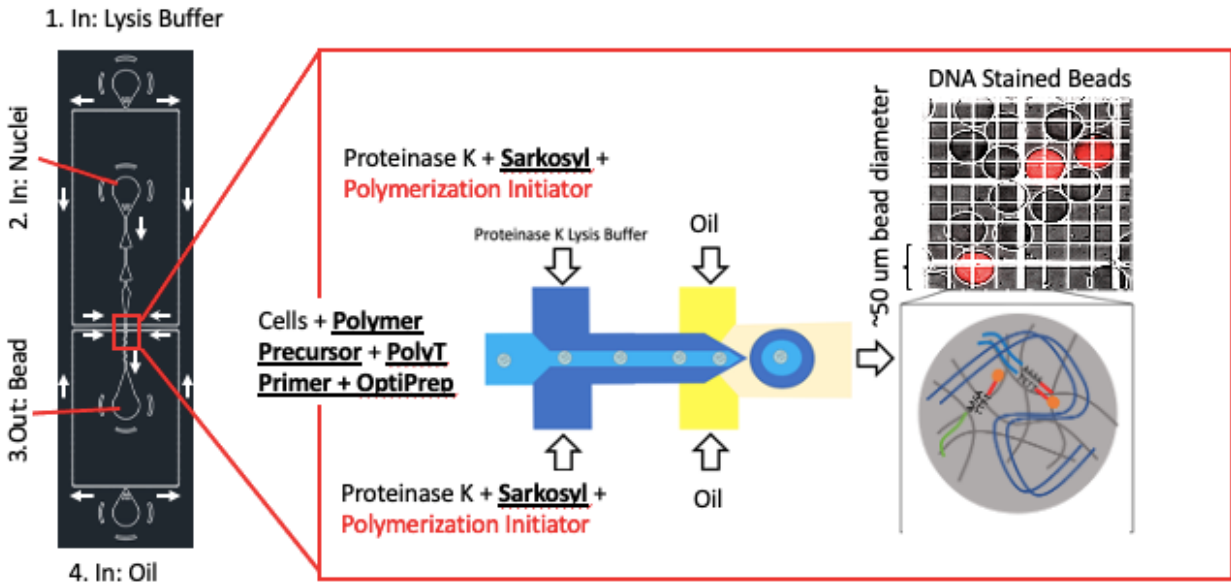 1. In: Lysis Buffer
2. In: Nuclei
3.Out: Bead
4. In: Oil
Proteinase K + Sarkosyl +
Polymerization Initiator
Proteinase K Lysis Buffer
Oil
Cells + Polymer
Precursor + PolyT
Primer + OptiPrep
Proteinase K + Sarkosyl +
Polymerization Initiator
Oil
DNA Stained Beads
~50 um bead diameter